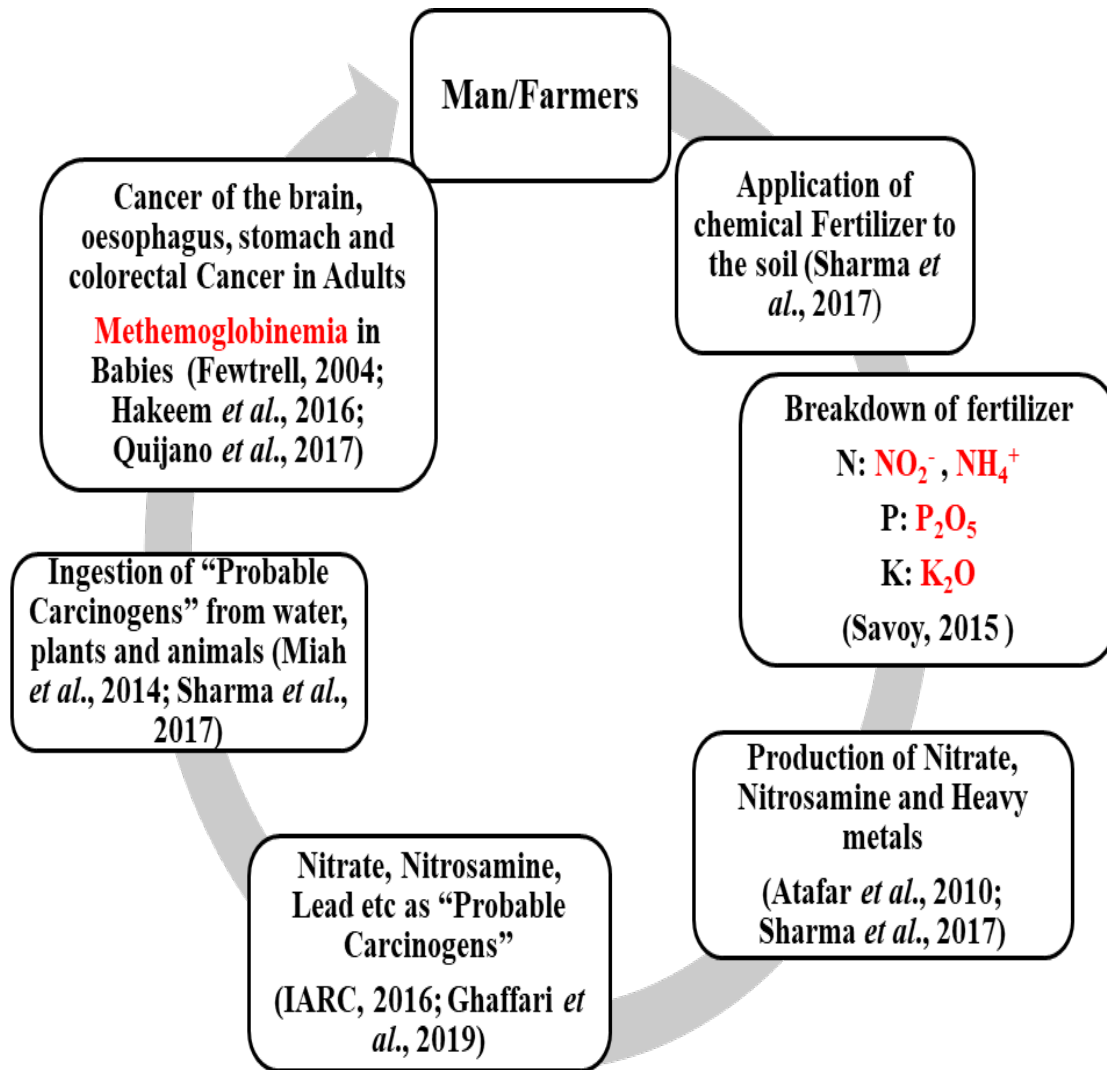 Man/Farmers
Application of
chemical Fertilizer to
the soil (Sharma et
al., 2017)
Breakdown of fertilizer
N: NO₂⁻ , NH₄⁺
P: P₂O₅
K: K₂O
(Savoy, 2015 )
Production of Nitrate,
Nitrosamine and Heavy
metals
(Atafar et al., 2010;
Sharma et al., 2017)
Nitrate, Nitrosamine,
Lead etc as “Probable
Carcinogens”
(IARC, 2016; Ghaffari et
al., 2019)
Ingestion of “Probable
Carcinogens” from water,
plants and animals (Miah
et al., 2014; Sharma et al.,
2017)
Cancer of the brain,
oesophagus, stomach and
colorectal Cancer in Adults
Methemoglobinemia in
Babies (Fewtrell, 2004;
Hakeem et al., 2016;
Quijano et al., 2017)